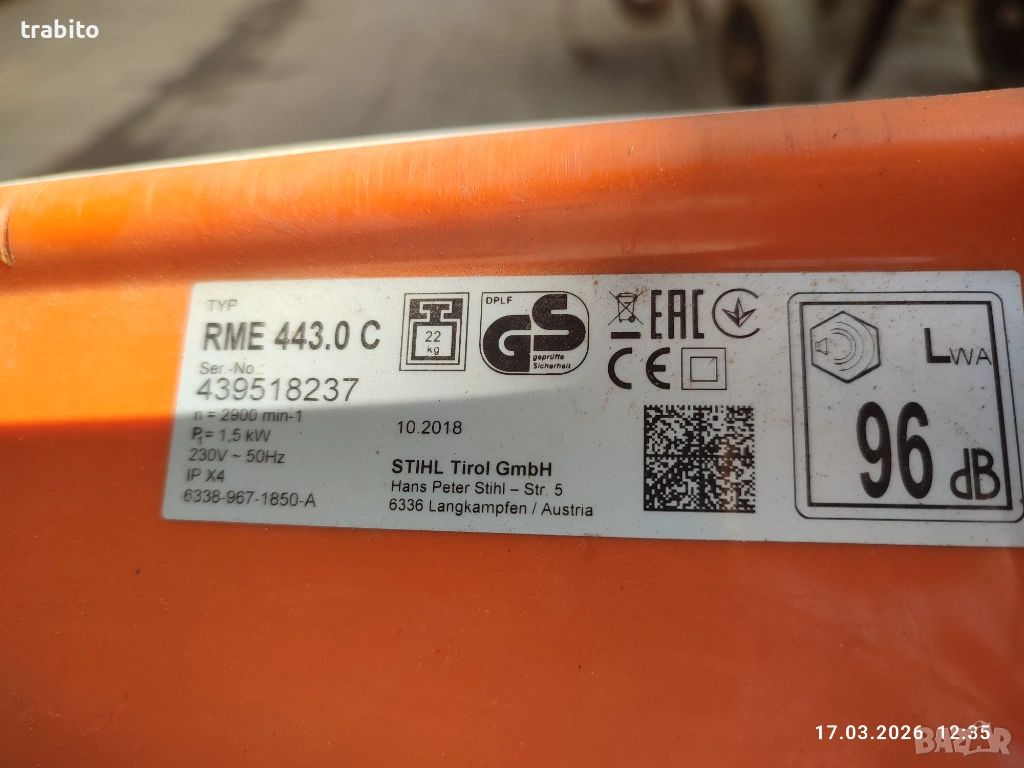 trabito
TYP
RME 443.0 C
Ser.-No.:
439518237
n = 2900 min-1
P₁= 1,5 kW
230V ~ 50Hz
IP X4
6338-967-1850-A
22
kg
10.2018
STIHL Tirol GmbH
Hans Peter Stihl – Str. 5
6336 Langkampfen / Austria
DPLF
GS
geprüfte
Sicherheit
EAC
CE
LWA
96 dB
17.03.2026 12:35
BAZAR